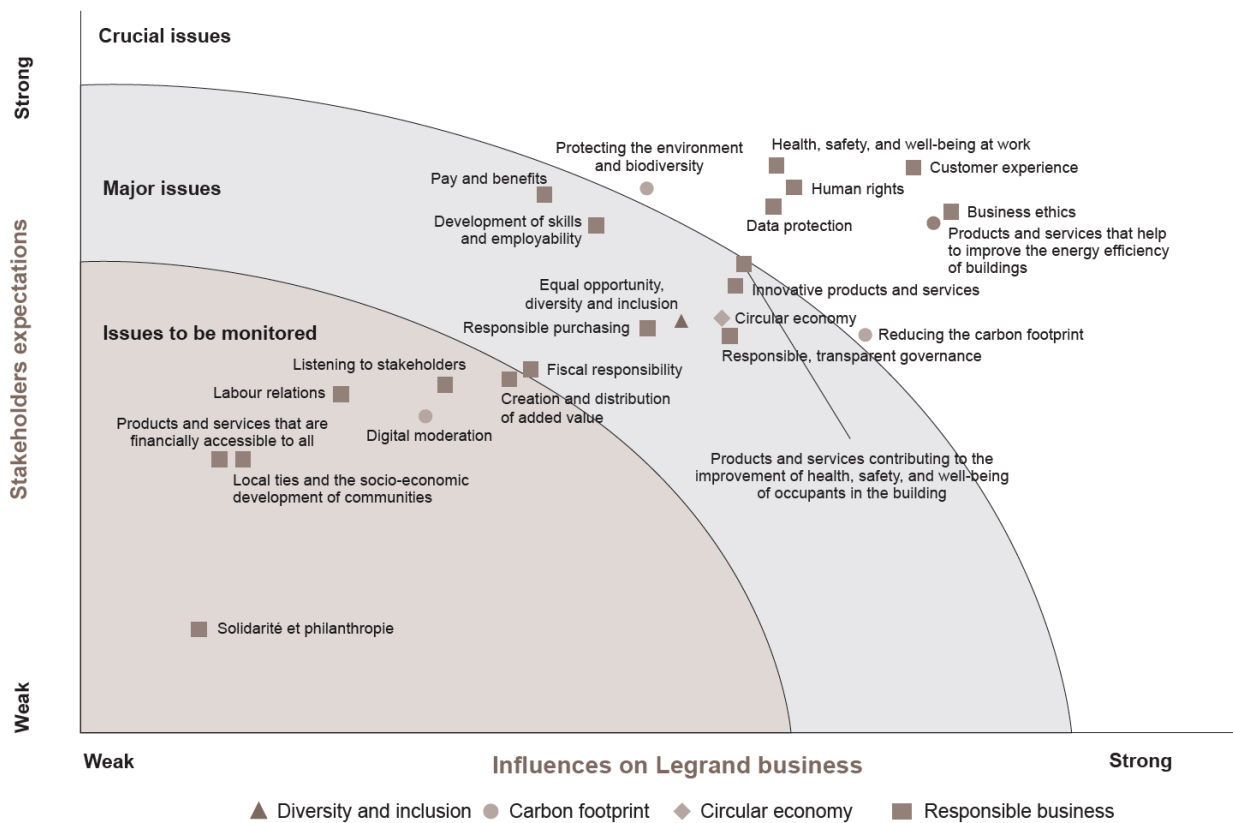 Crucial issues
Strong
Major issues
Protecting the environment
and biodiversity
Health, safety, and well-being at work
Customer experience
Pay and benefits
Human rights
Development of skills
and employability
Data protection
Business ethics
Products and services that help
to improve the energy efficiency
of buildings
Stakeholders expectations
Equal opportunity,
diversity and inclusion
Innovative products and services
Issues to be monitored
Responsible purchasing
Circular economy
Reducing the carbon footprint
Responsible, transparent governance
Listening to stakeholders
Fiscal responsibility
Labour relations
Creation and distribution
of added value
Products and services that are
financially accessible to all
Digital moderation
Products and services contributing to the
improvement of health, safety, and well-being
of occupants in the building
Local ties and the socio-economic
development of communities
Solidarité et philanthropie
Weak
Weak
Influences on Legrand business
Strong
Diversity and inclusion
Carbon footprint
Circular economy
Responsible business